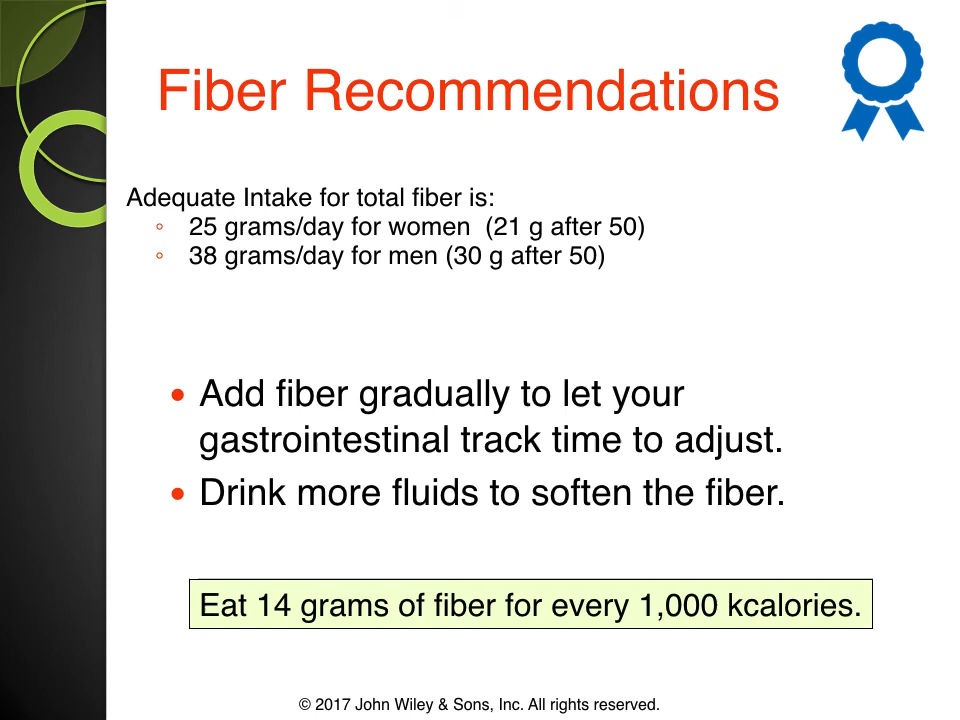 Fiber Recommendations
Adequate Intake for total fiber is:
◦ 25 grams/day for women  (21 g after 50)
◦ 38 grams/day for men (30 g after 50)
• Add fiber gradually to let your
gastrointestinal track time to adjust.
• Drink more fluids to soften the fiber.
Eat 14 grams of fiber for every 1,000 kcalories.
© 2017 John Wiley & Sons, Inc. All rights reserved.